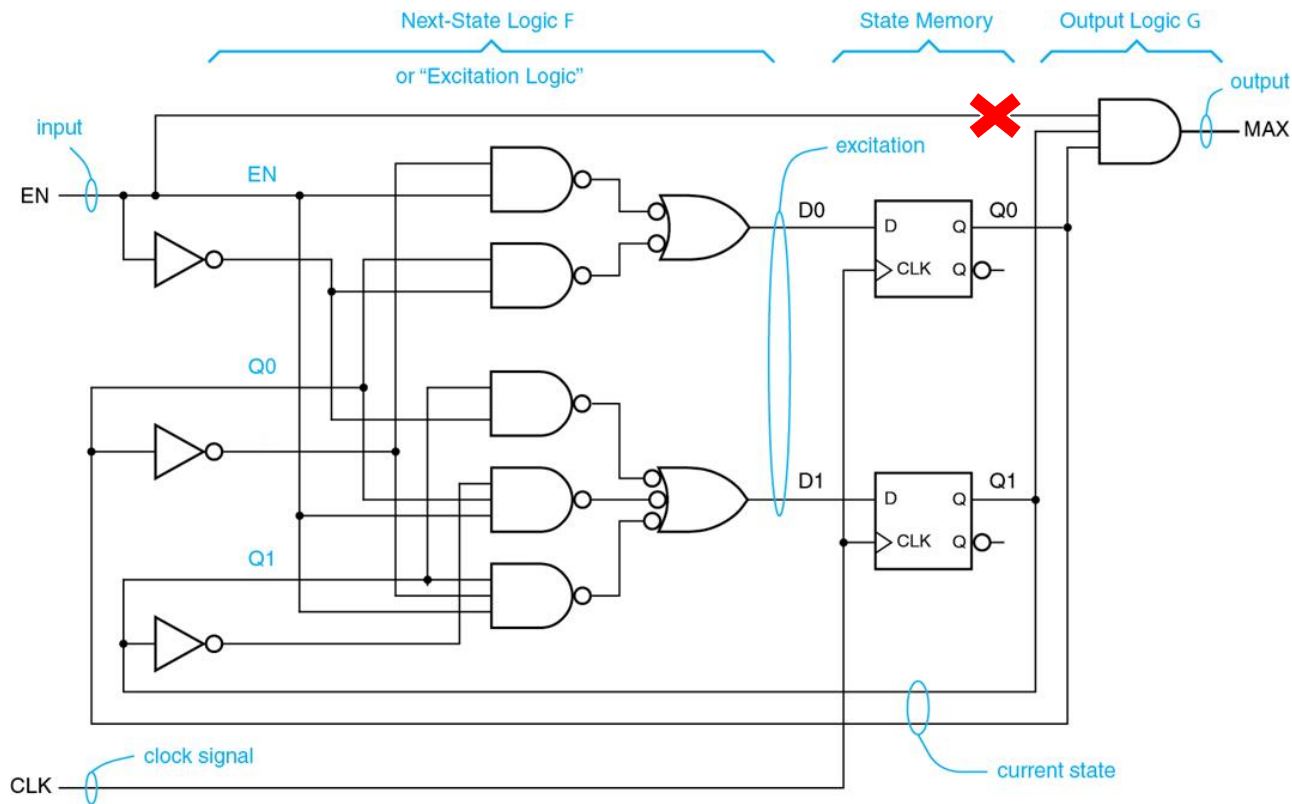 Next-State Logic F
or “Excitation Logic”
State Memory
Output Logic G
output
input
MAX
excitation
EN
EN
D0
Q0
D
Q
CLK
Q
Q0
D1
Q1
D
Q
CLK
Q
Q1
clock signal
current state
CLK